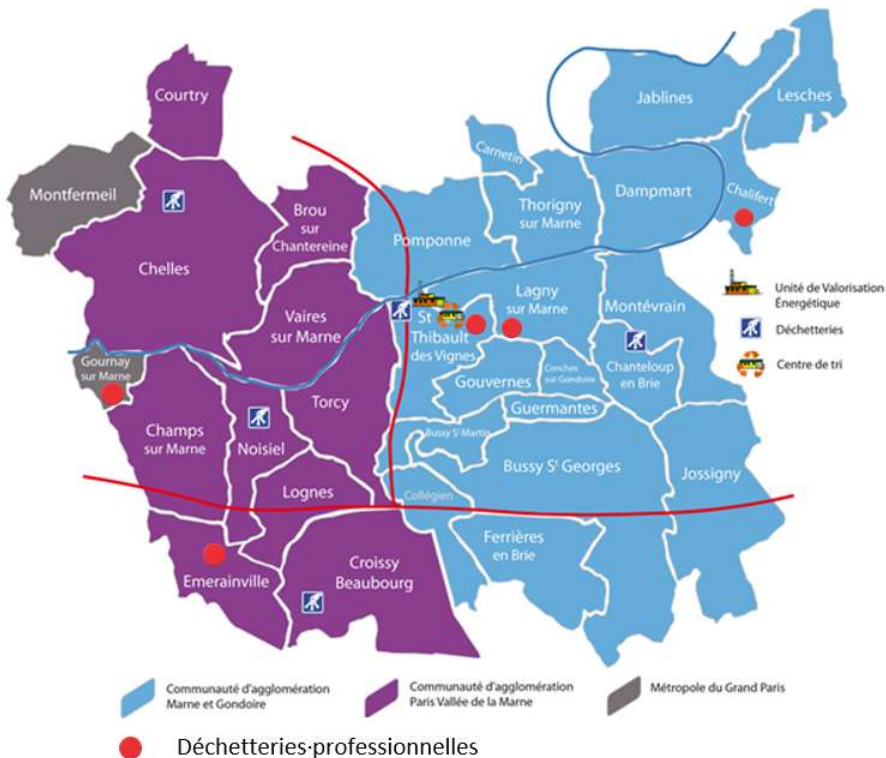 Courtry
Jablines
Lesches
Montfermeil
Carnetin
Brou
sur
Chantereine
Thorigny
sur Marne
Dampmart
Chalifert
Pomponne
Chelles
Lagny
sur Marne
Montévrain
Unité de Valorisation
Énergétique
Vaires
sur Marne
St
Thibault
des Vignes
Déchetteries
Gournay
sur Marne
Gouvernes
Conches
sur Gondoire
Chanteloup
en Brie
Centre de tri
Torcy
Guermantes
Champs
sur Marne
Noisiel
Bussy St Martin
Bussy St Georges
Jossigny
Lognes
Collégien
Ferrières
en Brie
Emerainville
Croissy
Beaubourg
Communauté d'agglomération
Marne et Gondoire
Communauté d'agglomération
Paris Vallée de la Marne
Métropole du Grand Paris
Déchetteries·professionnelles